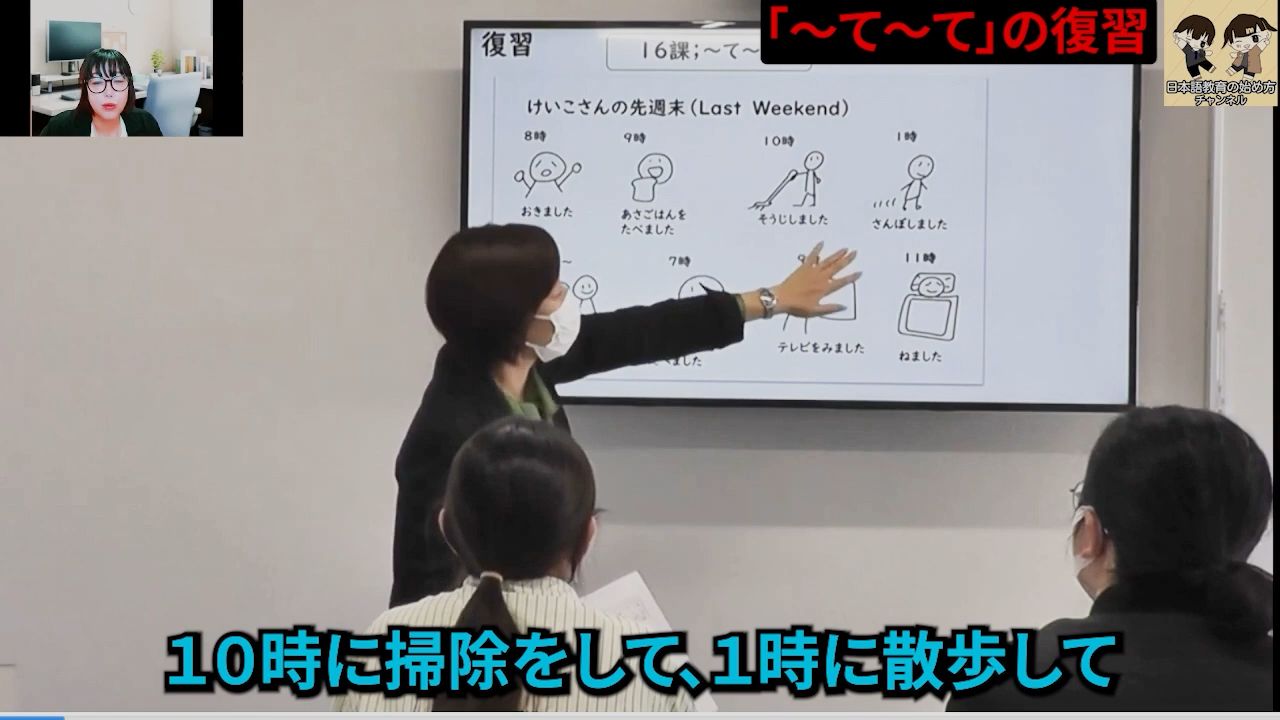 「～て～て」の復習
日本語教育の始め方
チャンネル
復習
16課;～て～
けいこさんの先週末(Last Weekend)
8時
9時
10時
1時
おきました
あさごはんを
たべました
そうじしました
さんぽしました
7時
11時
テレビをみました
ねました
10時に掃除をして、1時に散歩して